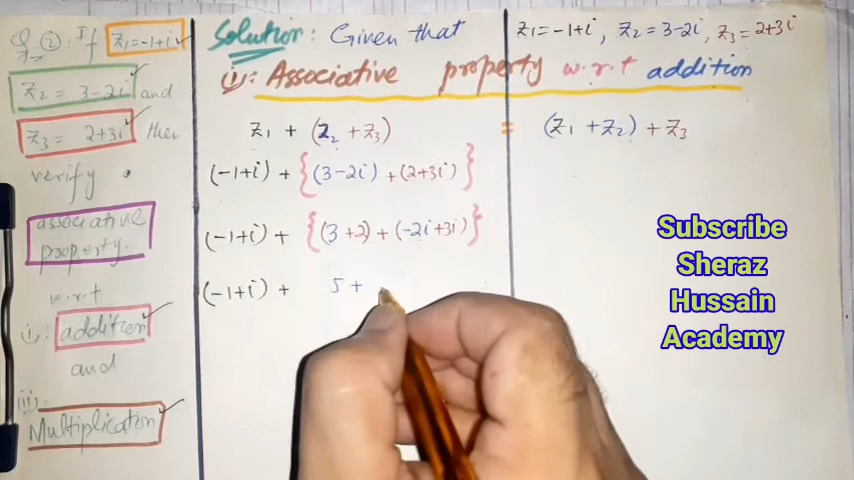 Q ②: If z1=-1+i
z2 = 3-2i and
z3 = 2+3i then
verify
associative
property.
w.r.t
i, addition
and
iii, Multiplication
Solution: Given that z1=-1+i, z2=3-2i, z3=2+3i
(i): Associative property w.r.t addition
z1 + (z2 + z3) = (z1 + z2) + z3
(-1+i) + {(3-2i) + (2+3i)}
(-1+i) + {(3+2) + (-2i+3i)}
(-1+i) + 5 +
Subscribe
Sheraz
Hussain
Academy